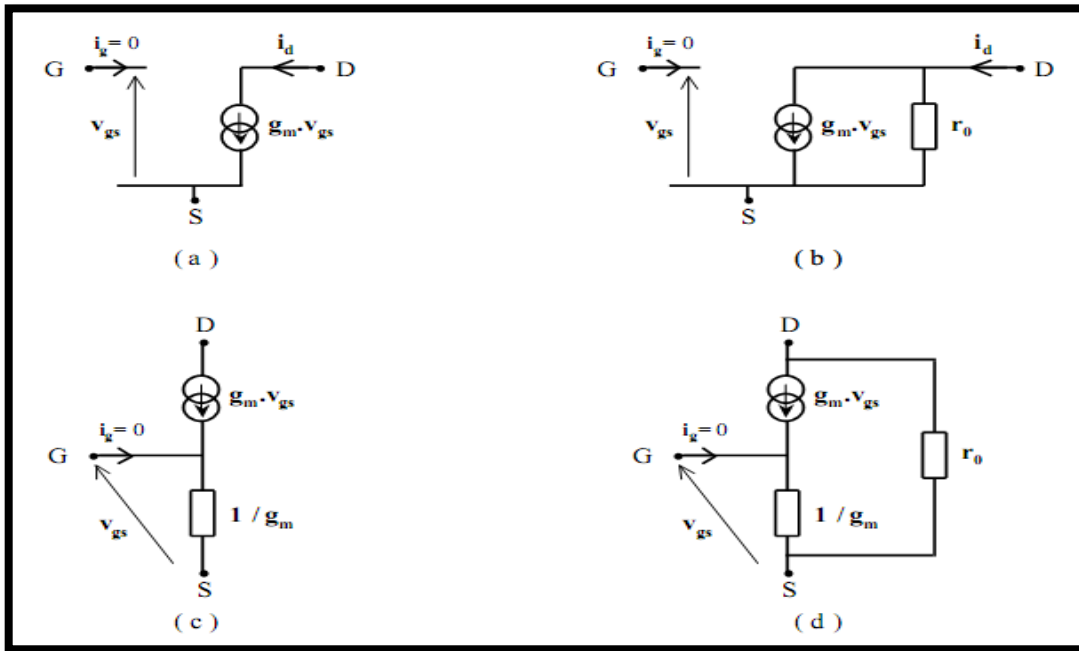 i_g = 0
i_d
G
D
v_gs
g_m.v_gs
S
( a )
i_g = 0
i_d
G
D
v_gs
g_m.v_gs
r_0
S
( b )
D
g_m.v_gs
i_g = 0
G
v_gs
1 / g_m
S
( c )
D
g_m.v_gs
i_g = 0
G
r_0
v_gs
1 / g_m
S
( d )